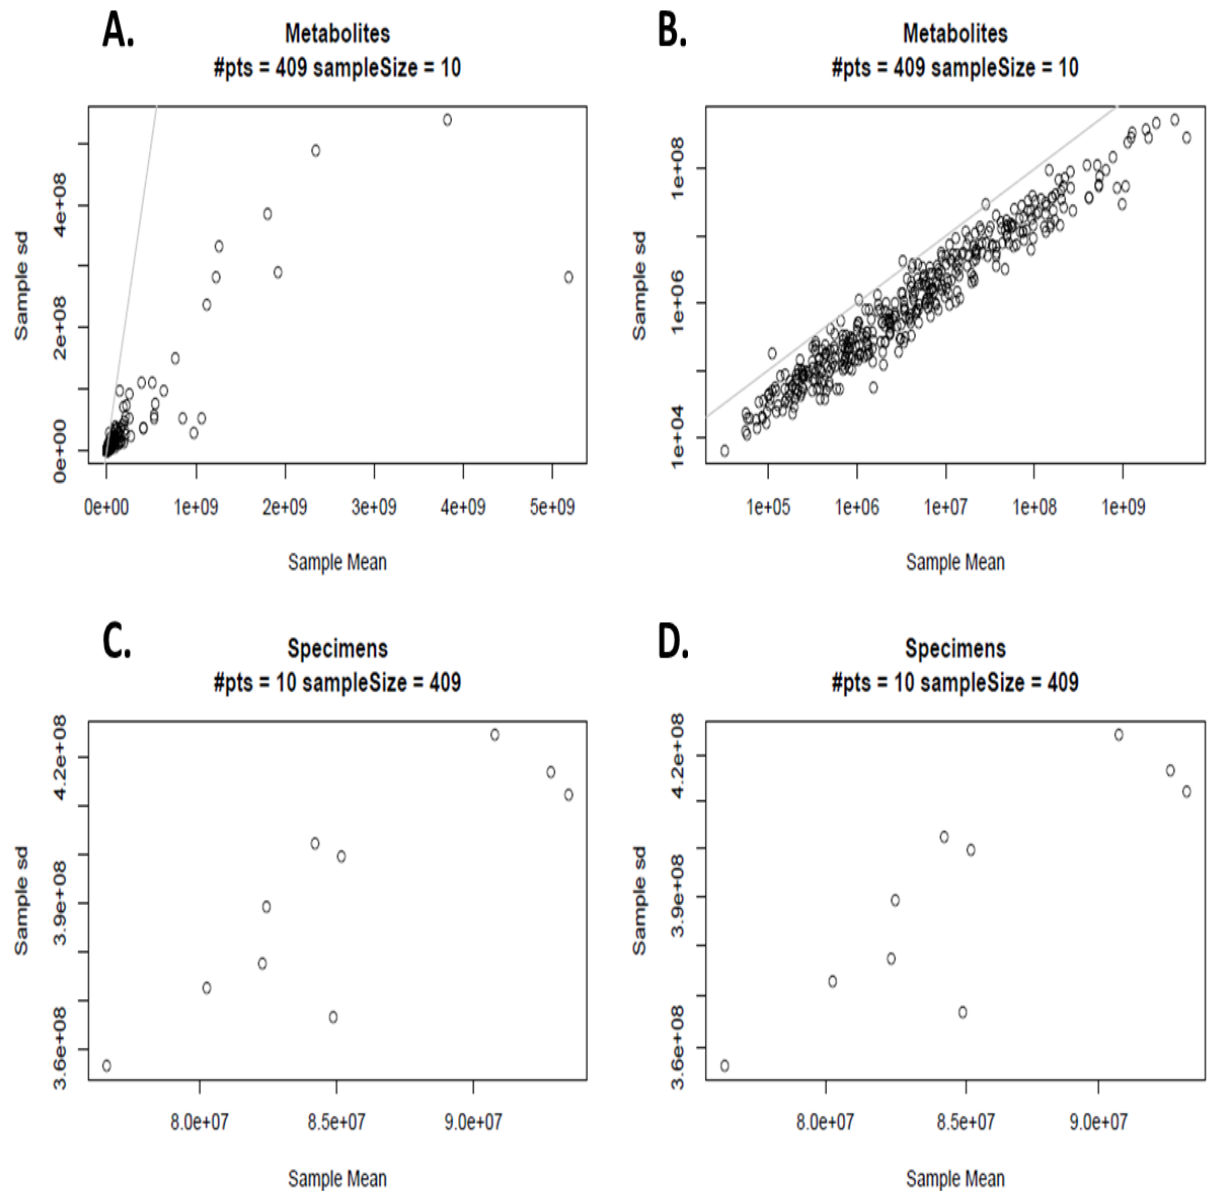 A.
Metabolites
#pts = 409 sampleSize = 10
Sample sd
0e+00 2e+08 4e+08
0e+00 1e+09 2e+09 3e+09 4e+09 5e+09
Sample Mean
B.
Metabolites
#pts = 409 sampleSize = 10
Sample sd
1e+04 1e+06 1e+08
1e+05 1e+06 1e+07 1e+08 1e+09
Sample Mean
C.
Specimens
#pts = 10 sampleSize = 409
Sample sd
3.6e+08 3.9e+08 4.2e+08
8.0e+07 8.5e+07 9.0e+07
Sample Mean
D.
Specimens
#pts = 10 sampleSize = 409
Sample sd
3.6e+08 3.9e+08 4.2e+08
8.0e+07 8.5e+07 9.0e+07
Sample Mean